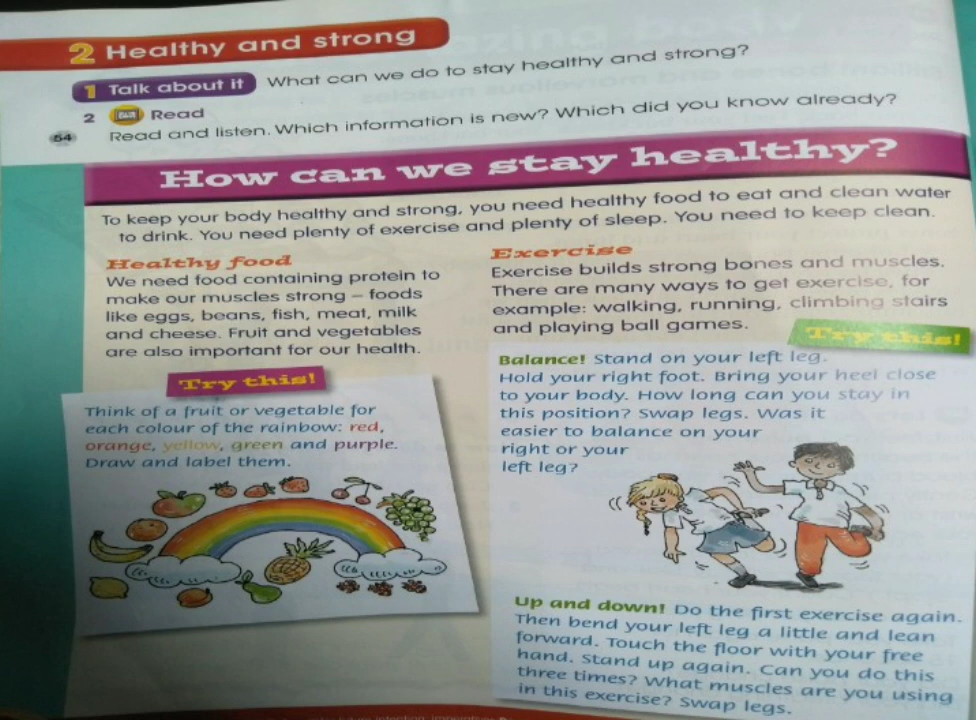 2 Healthy and strong
1 Talk about it What can we do to stay healthy and strong?
2 Read
54 Read and listen. Which information is new? Which did you know already?
How can we stay healthy?
To keep your body healthy and strong, you need healthy food to eat and clean water
to drink. You need plenty of exercise and plenty of sleep. You need to keep clean.
Healthy food
We need food containing protein to
make our muscles strong – foods
like eggs, beans, fish, meat, milk
and cheese. Fruit and vegetables
are also important for our health.
Try this!
Think of a fruit or vegetable for
each colour of the rainbow: red,
orange, yellow, green and purple.
Draw and label them.
Exercise
Exercise builds strong bones and muscles.
There are many ways to get exercise, for
example: walking, running, climbing stairs
and playing ball games.
Try this!
Balance! Stand on your left leg.
Hold your right foot. Bring your heel close
to your body. How long can you stay in
this position? Swap legs. Was it
easier to balance on your
right or your
left leg?
Up and down! Do the first exercise again.
Then bend your left leg a little and lean
forward. Touch the floor with your free
hand. Stand up again. Can you do this
three times? What muscles are you using
in this exercise? Swap legs.